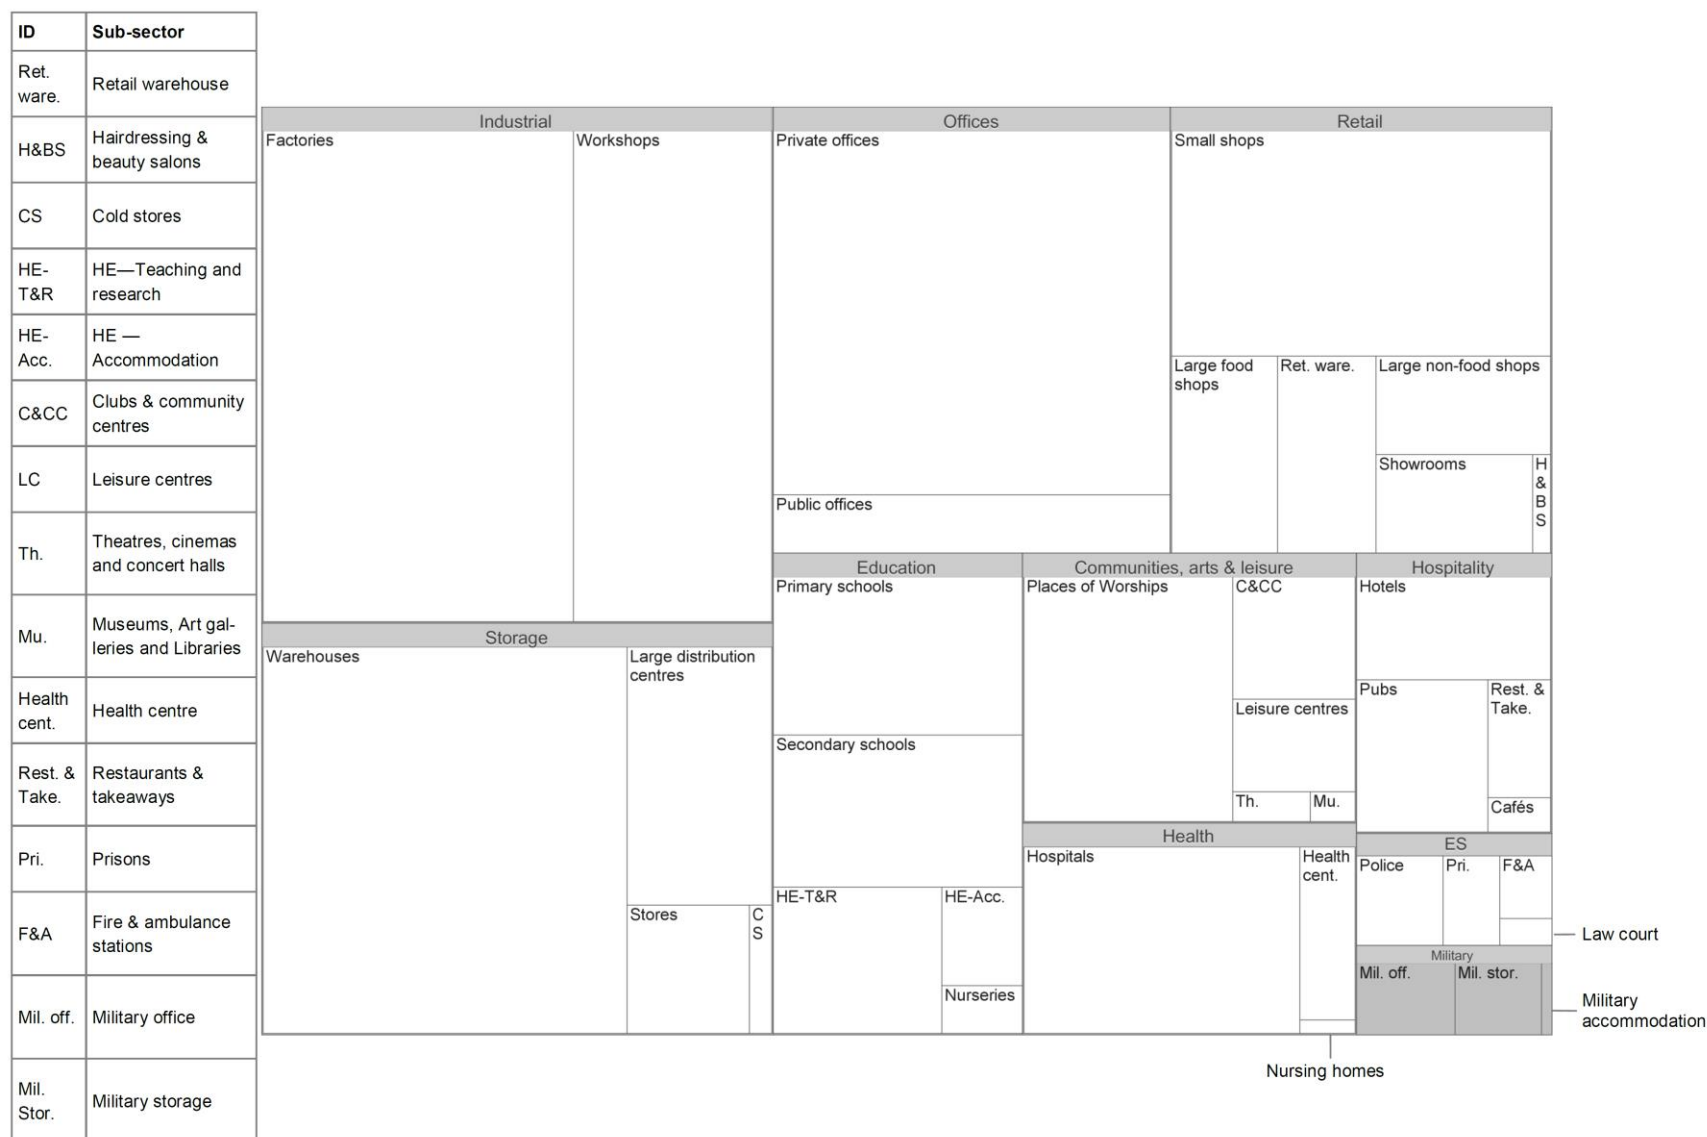 ID Sub-sector
Ret.
ware.
Retail warehouse
H&BS
Hairdressing &
beauty salons
CS Cold stores
HE-
T&R
HE—Teaching and
research
HE-
Acc.
HE —
Accommodation
C&CC
Clubs & community
centres
LC Leisure centres
Th.
Theatres, cinemas
and concert halls
Mu.
Museums, Art gal-
leries and Libraries
Health
cent.
Health centre
Rest. &
Take.
Restaurants &
takeaways
Pri. Prisons
F&A
Fire & ambulance
stations
Mil. off. Military office
Mil.
Stor.
Military storage
Industrial
Factories
Workshops
Storage
Warehouses
Large distribution
centres
Stores
C
S
Offices
Private offices
Public offices
Retail
Small shops
Large food
shops
Ret. ware.
Large non-food shops
Showrooms
H
&
B
S
Education
Primary schools
Secondary schools
HE-T&R
HE-Acc.
Nurseries
Communities, arts & leisure
Places of Worships
C&CC
Leisure centres
Th.
Mu.
Health
Hospitals
Health
cent.
Nursing homes
Hospitality
Hotels
Pubs
Rest. &
Take.
Cafés
ES
Police
Pri.
F&A
Law court
Military
Mil. off.
Mil. stor.
Military
accommodation